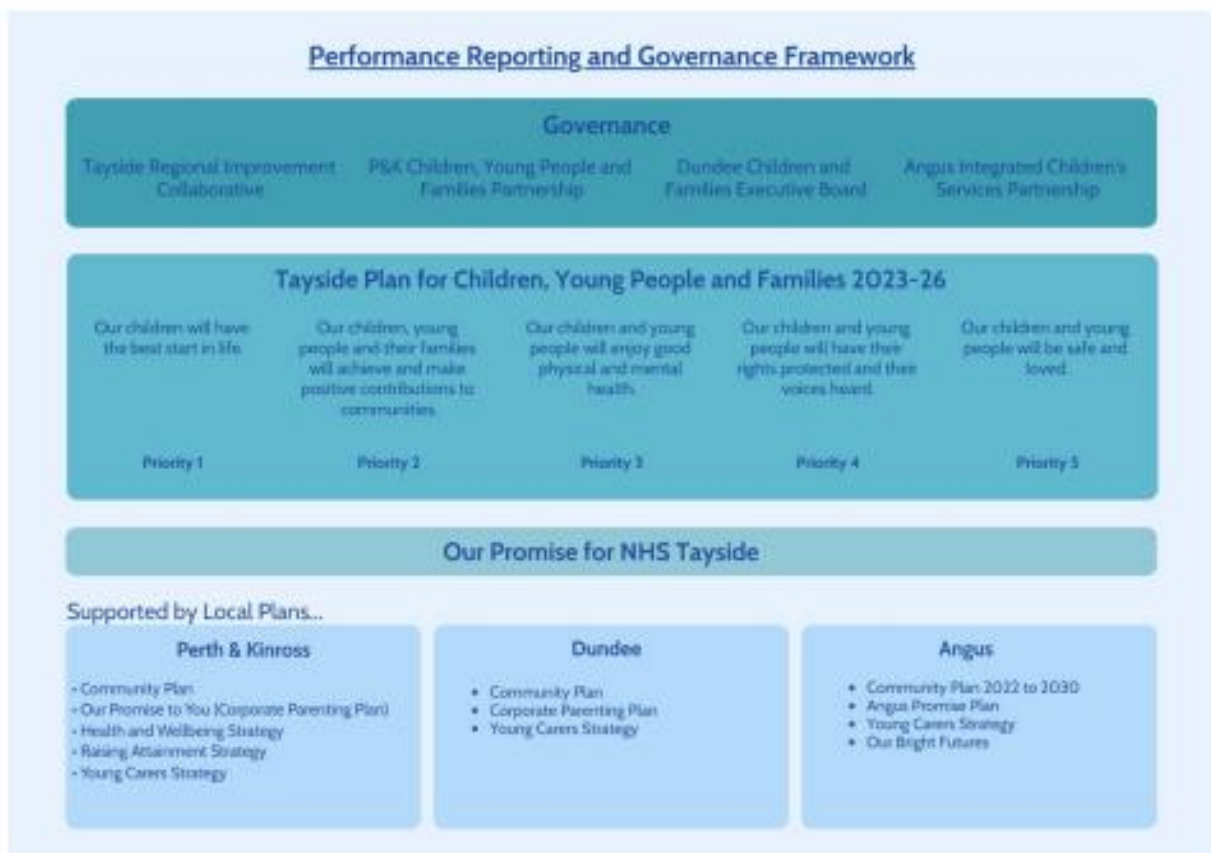 Performance Reporting and Governance Framework
Governance
Tayside Regional Improvement
Collaborative
P&K Children, Young People and
Families Partnership
Dundee Children and
Families Executive Board
Angus Integrated Children's
Services Partnership
Tayside Plan for Children, Young People and Families 2023-26
Our children will have
the best start in life.
Priority 1
Our children, young
people and their families
will achieve and make
positive contributions to
communities.
Priority 2
Our children and young
people will enjoy good
physical and mental
health.
Priority 3
Our children and young
people will have their
rights protected and their
voices heard.
Priority 4
Our children and young
people will be safe and
loved.
Priority 5
Our Promise for NHS Tayside
Supported by Local Plans...
Perth & Kinross
- Community Plan
- Our Promise to You (Corporate Parenting Plan)
- Health and Wellbeing Strategy
- Raising Attainment Strategy
- Young Carers Strategy
Dundee
• Community Plan
• Corporate Parenting Plan
• Young Carers Strategy
Angus
• Community Plan 2022 to 2030
• Angus Promise Plan
• Young Carers Strategy
• Our Bright Futures